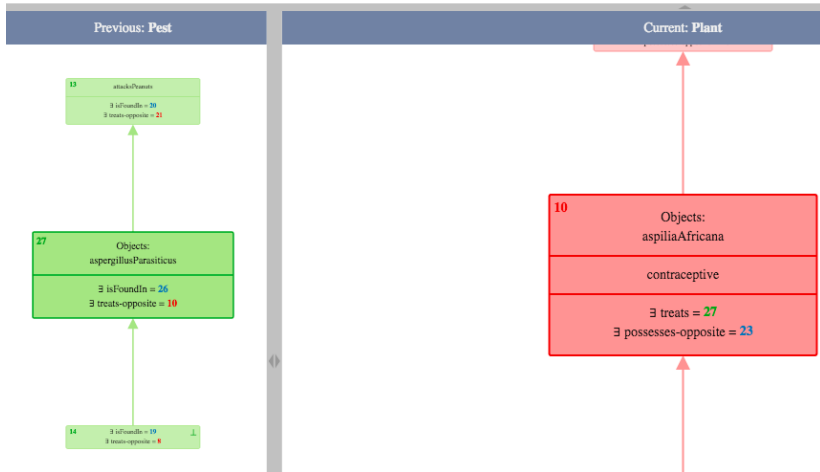 Previous: Pest
13
attacksPeanuts
∃ isFoundIn = 20
∃ treats-opposite = 21
27
Objects:
aspergillusParasiticus
∃ isFoundIn = 26
∃ treats-opposite = 10
14
∃ isFoundIn = 19
⊥
∃ treats-opposite = 8
Current: Plant
10
Objects:
aspiliaAfricana
contraceptive
∃ treats = 27
∃ possesses-opposite = 23